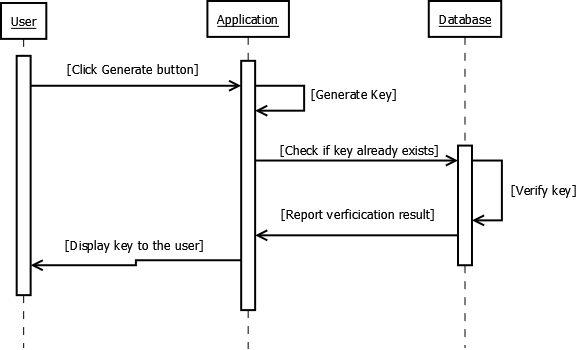 User
Application
Database
[Click Generate button]
[Generate Key]
[Check if key already exists]
[Verify key]
[Report verficication result]
[Display key to the user]